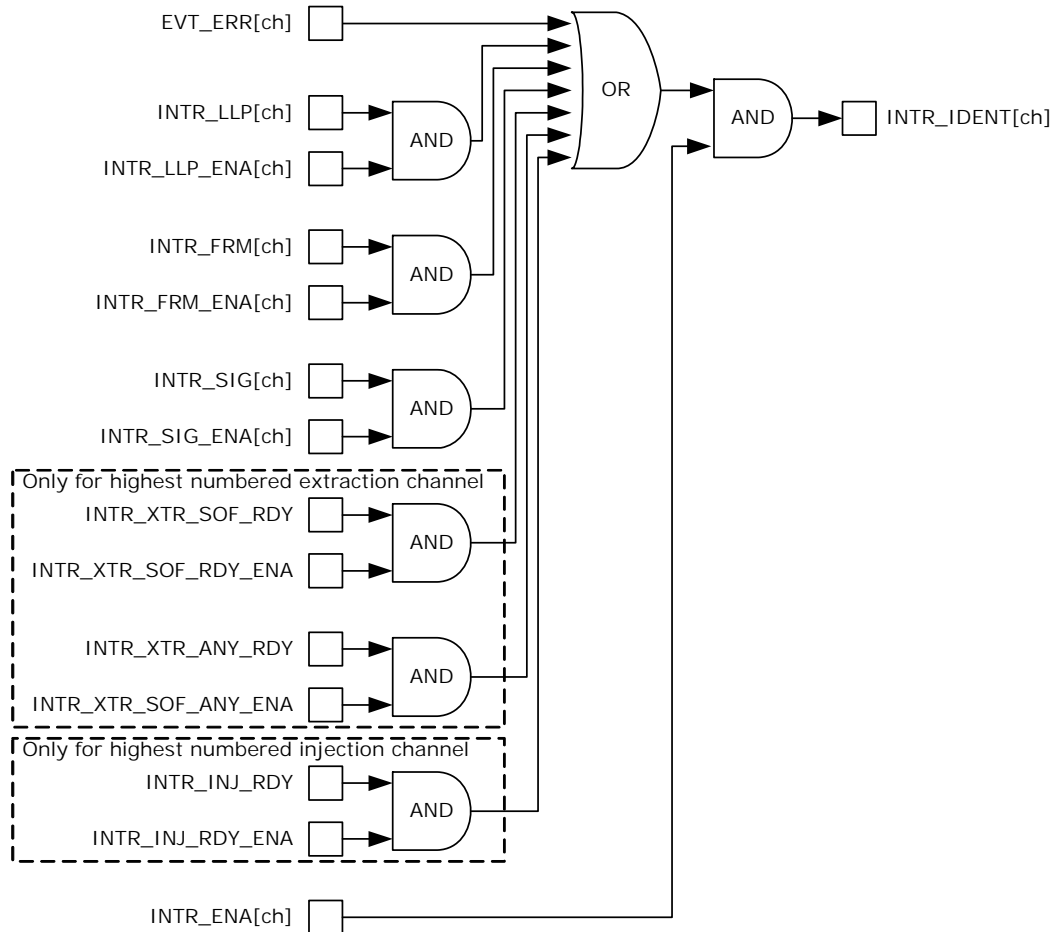 EVT_ERR[ch]
OR
INTR_LLP[ch]
AND
INTR_IDENT[ch]
AND
INTR_LLP_ENA[ch]
INTR_FRM[ch]
AND
INTR_FRM_ENA[ch]
INTR_SIG[ch]
AND
INTR_SIG_ENA[ch]
Only for highest numbered extraction channel
INTR_XTR_SOF_RDY
AND
INTR_XTR_SOF_RDY_ENA
INTR_XTR_ANY_RDY
AND
INTR_XTR_SOF_ANY_ENA
Only for highest numbered injection channel
INTR_INJ_RDY
AND
INTR_INJ_RDY_ENA
INTR_ENA[ch]